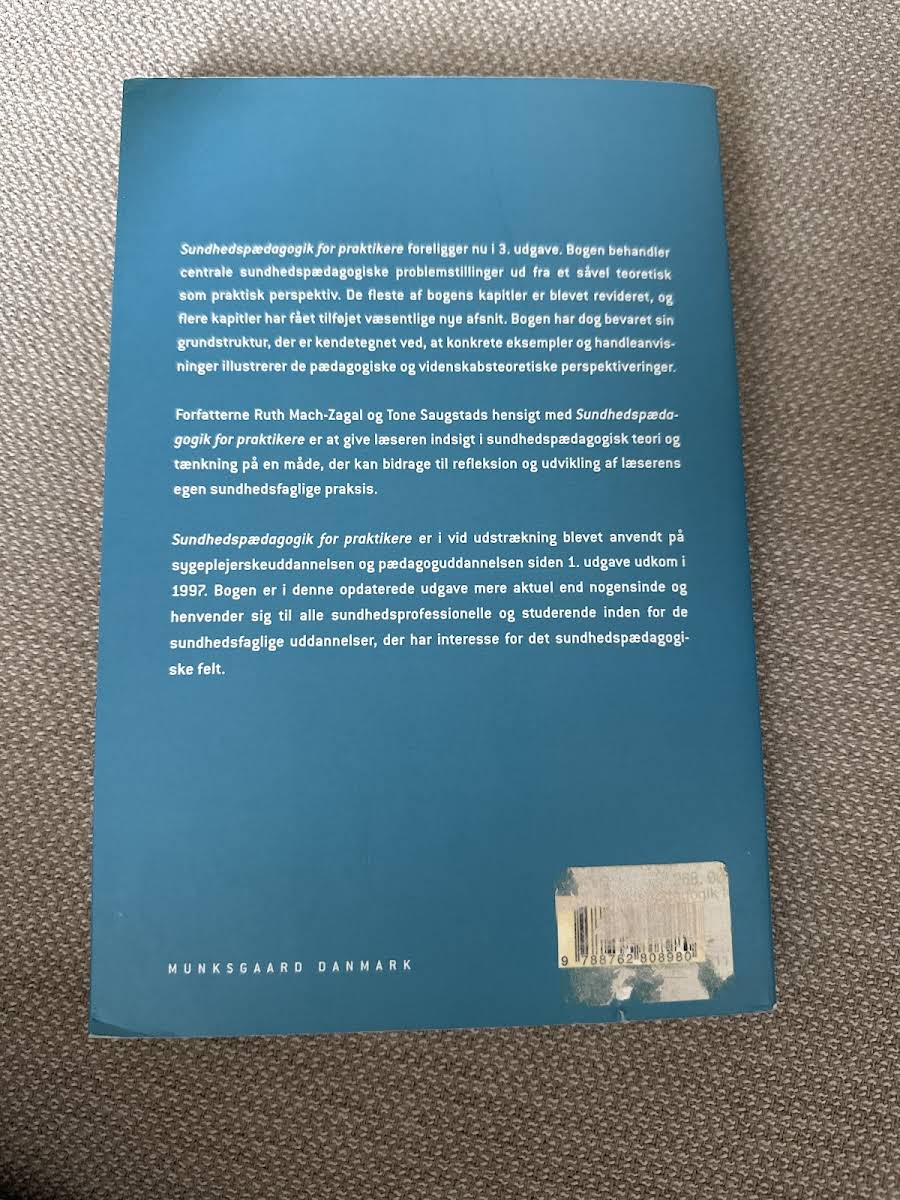 Sundhedspædagogik for praktikere foreligger nu i 3. udgave. Bogen behandler
centrale sundhedspædagogiske problemstillinger ud fra et såvel teoretisk
som praktisk perspektiv. De fleste af bogens kapitler er blevet revideret, og
flere kapitler har fået tilføjet væsentlige nye afsnit. Bogen har dog bevaret sin
grundstruktur, der er kendetegnet ved, at konkrete eksempler og handleanvis-
ninger illustrerer de pædagogiske og videnskabsteoretiske perspektiveringer.
Forfatterne Ruth Mach-Zagal og Tone Saugstads hensigt med Sundhedspæda-
gogik for praktikere er at give læseren indsigt i sundhedspædagogisk teori og
tænkning på en måde, der kan bidrage til refleksion og udvikling af læserens
egen sundhedsfaglige praksis.
Sundhedspædagogik for praktikere er i vid udstrækning blevet anvendt på
sygeplejerskeuddannelsen og pædagoguddannelsen siden 1. udgave udkom i
1997. Bogen er i denne opdaterede udgave mere aktuel end nogensinde og
henvender sig til alle sundhedsprofessionelle og studerende inden for de
sundhedsfaglige uddannelser, der har interesse for det sundhedspædagogi-
ske felt.
MUNKSGAARD DANMARK
9 788762 808980